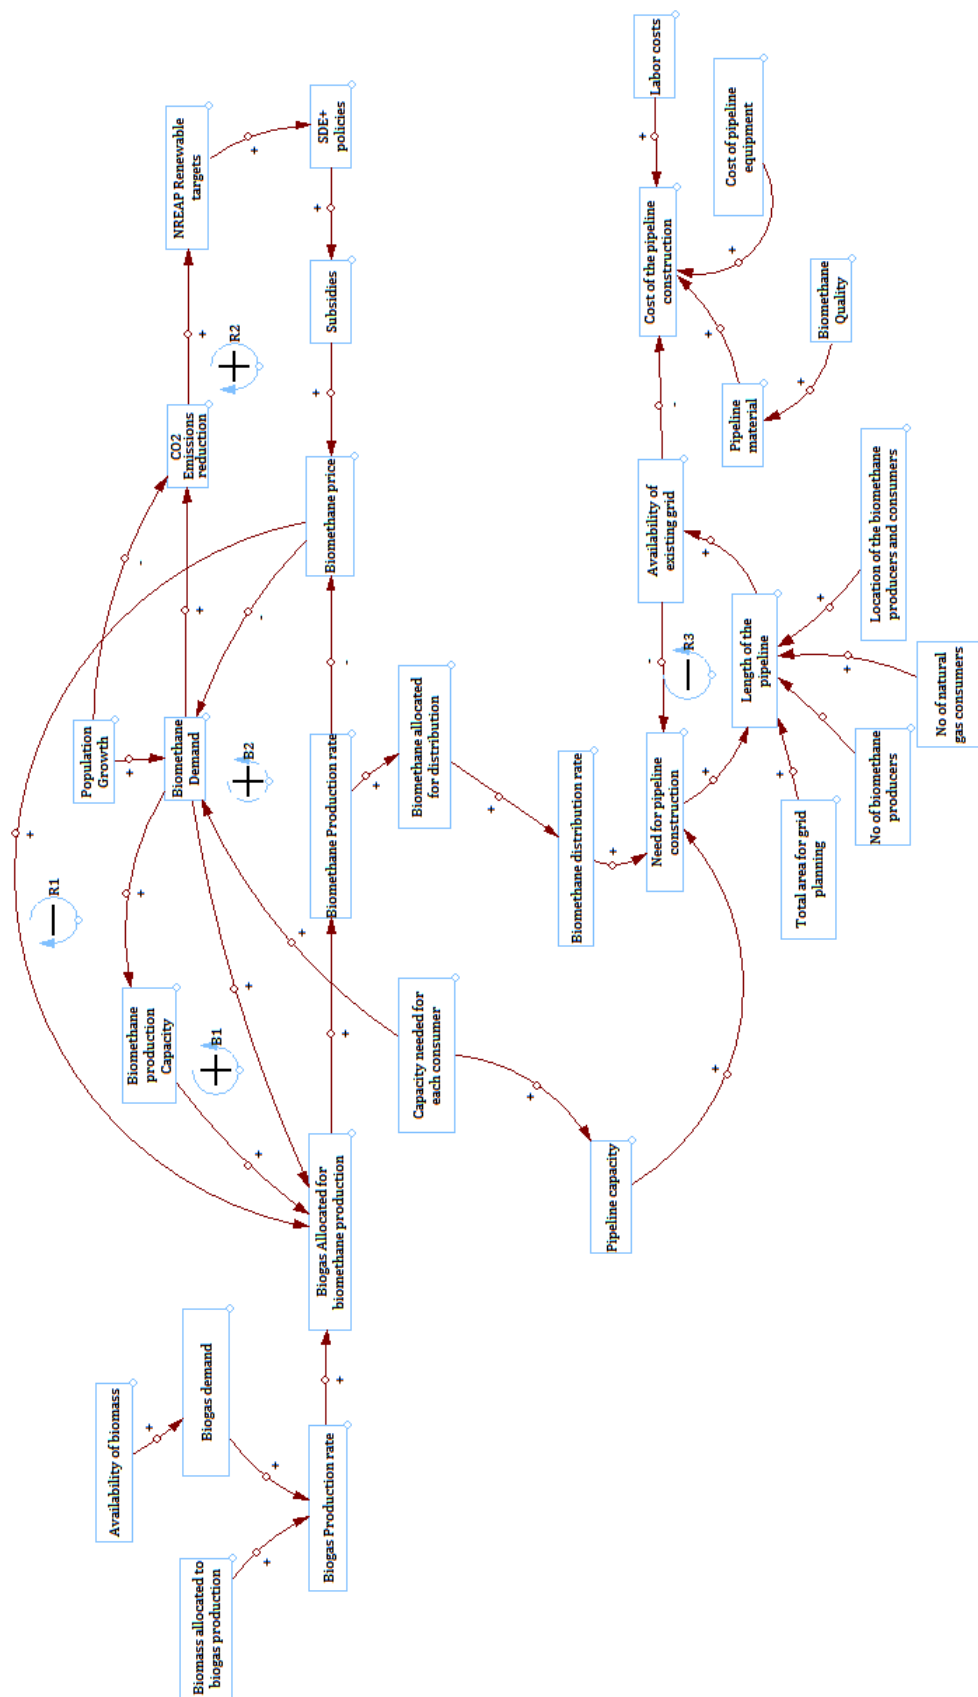 Labor costs
+
Cost of pipeline
equipment
+
Cost of the pipeline
construction
+
Pipeline
material
+
Biomethane
Quality
-
Availability of
existing grid
-
R3
+
Length of the
pipeline
+
Location of the biomethane
producers and consumers
+
No of natural
gas consumers
+
No of biomethane
producers
+
Total area for grid
planning
+
Need for pipeline
construction
+
Biomethane distribution rate
+
Biomethane allocated
for distribution
+
Pipeline capacity
+
+
Capacity needed for
each consumer
+
NREAP Renewable
targets
+
SDE+
policies
+
Subsidies
+
Biomethane price
-
-
+
R2
+
CO2
Emissions
reduction
-
+
Population
Growth
+
Biomethane
Demand
B2
+
+
R1
Biomethane
production
Capacity
B1
+
Biomethane Production rate
+
Biogas Allocated for
biomethane production
+
Biogas Production rate
+
Biogas demand
+
Availability of biomass
+
Biomass allocated to
biogas production